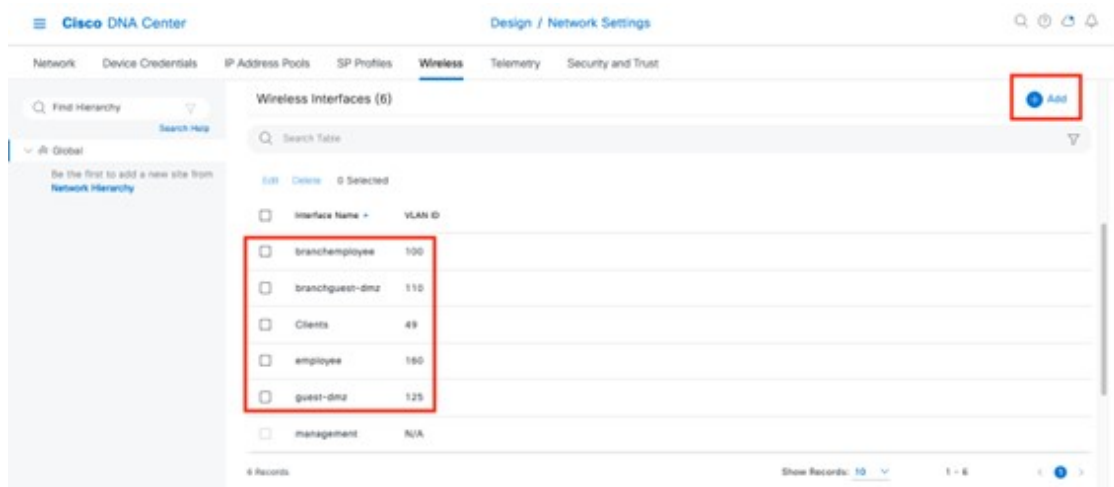 Cisco DNA Center
Design / Network Settings
Network Device Credentials IP Address Pools SP Profiles Wireless Telemetry Security and Trust
Find Hierarchy
Search Help
Global
Be the first to add a new site from
Network Hierarchy
Wireless Interfaces (6)
Add
Search Table
Edit Delete 0 Selected
Interface Name VLAN ID
branchemployee 100
branchguest-dmz 110
Clients 49
employee 160
guest-dmz 125
management N/A
6 Records
Show Records: 10 1 - 6 1